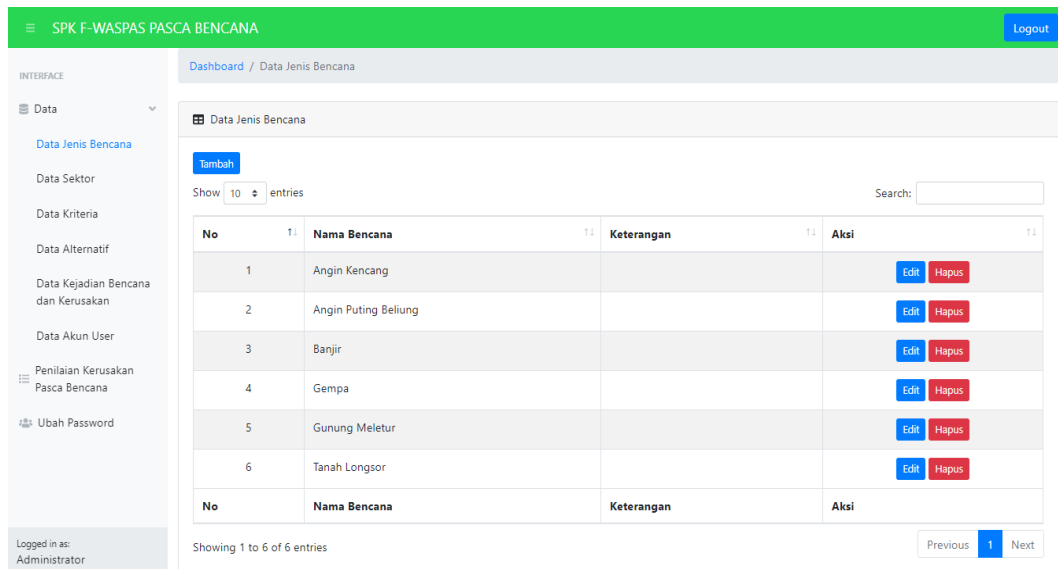 SPK F-WASPAS PASCA BENCANA
Logout
INTERFACE
Data
Data Jenis Bencana
Data Sektor
Data Kriteria
Data Alternatif
Data Kejadian Bencana
dan Kerusakan
Data Akun User
Penilaian Kerusakan
Pasca Bencana
Ubah Password
Logged in as:
Administrator
Dashboard / Data Jenis Bencana
Data Jenis Bencana
Tambah
Show 10 entries
Search:
No Nama Bencana Keterangan Aksi
1 Angin Kencang Edit Hapus
2 Angin Puting Beliung Edit Hapus
3 Banjir Edit Hapus
4 Gempa Edit Hapus
5 Gunung Meletur Edit Hapus
6 Tanah Longsor Edit Hapus
No Nama Bencana Keterangan Aksi
Showing 1 to 6 of 6 entries
Previous 1 Next